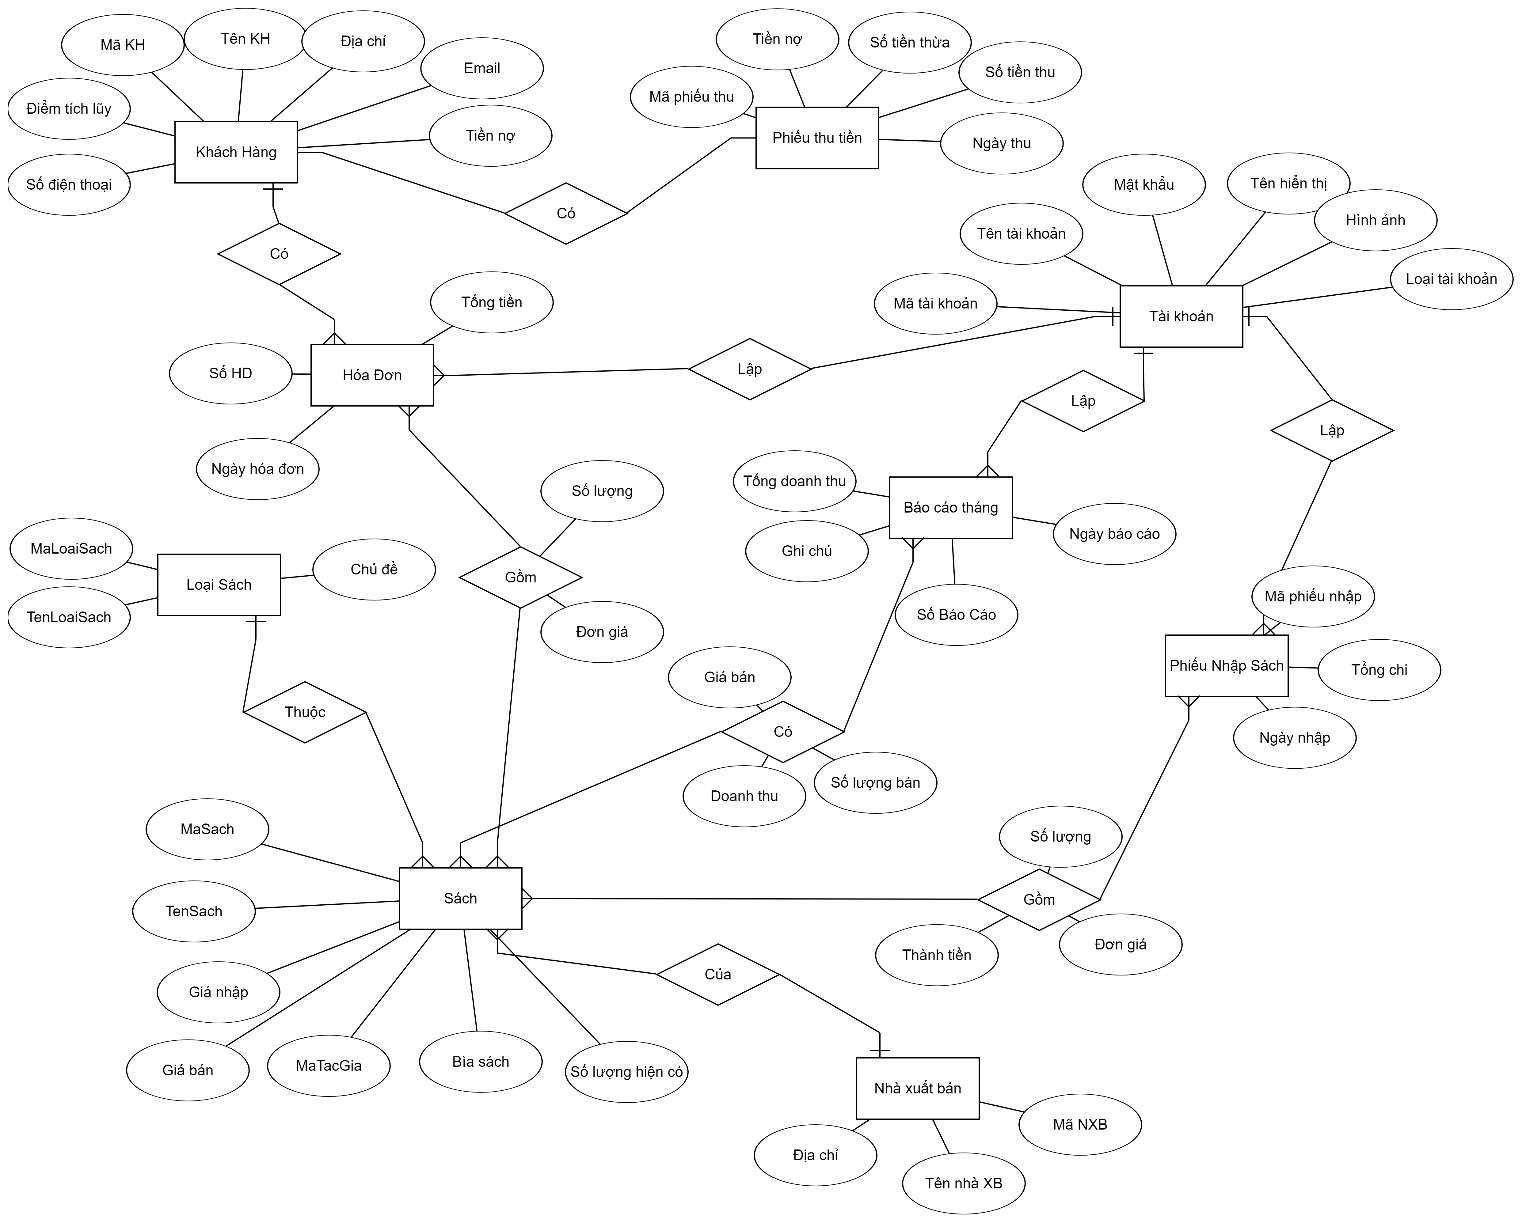 Mã KH
Tên KH
Địa chí
Email
Tiền nợ
Điểm tích lũy
Số điện thoại
Khách Hàng
Có
Tiền nợ
Số tiền thừa
Số tiền thu
Mã phiếu thu
Ngày thu
Phiếu thu tiền
Có
Mật khẩu
Tên hiển thị
Hình ảnh
Tên tài khoản
Loại tài khoản
Mã tài khoản
Tài khoán
Tổng tiền
Số HD
Hóa Đơn
Ngày hóa đơn
Lập
Lập
Lập
Tổng doanh thu
Báo cáo tháng
Ngày báo cáo
Ghi chú
Số Báo Cáo
Số lượng
Gồm
Đơn giá
MaLoaiSach
Loại Sách
Chủ đề
TenLoaiSach
Mã phiếu nhập
Phiếu Nhập Sách
Tổng chi
Ngày nhập
Thuộc
Giá bán
Có
Doanh thu
Số lượng bán
MaSach
TenSach
Sách
Giá nhập
Giá bán
MaTacGia
Bìa sách
Số lượng hiện có
Số lượng
Gồm
Thành tiền
Đơn giá
Của
Nhà xuất bán
Mã NXB
Địa chỉ
Tên nhà XB